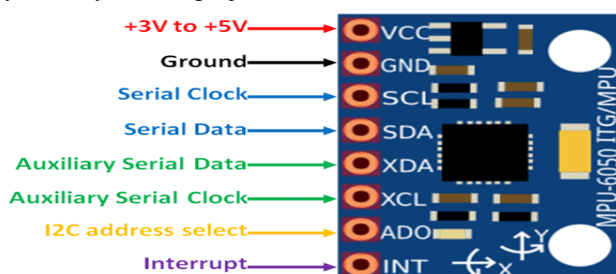 +3V to +5V
VCC
Ground
GND
Serial Clock
SCL
Serial Data
SDA
Auxiliary Serial Data
XDA
Auxiliary Serial Clock
XCL
I2C address select
ADO
Interrupt
INT
MPU-6050 ITG/MPU
Y
X